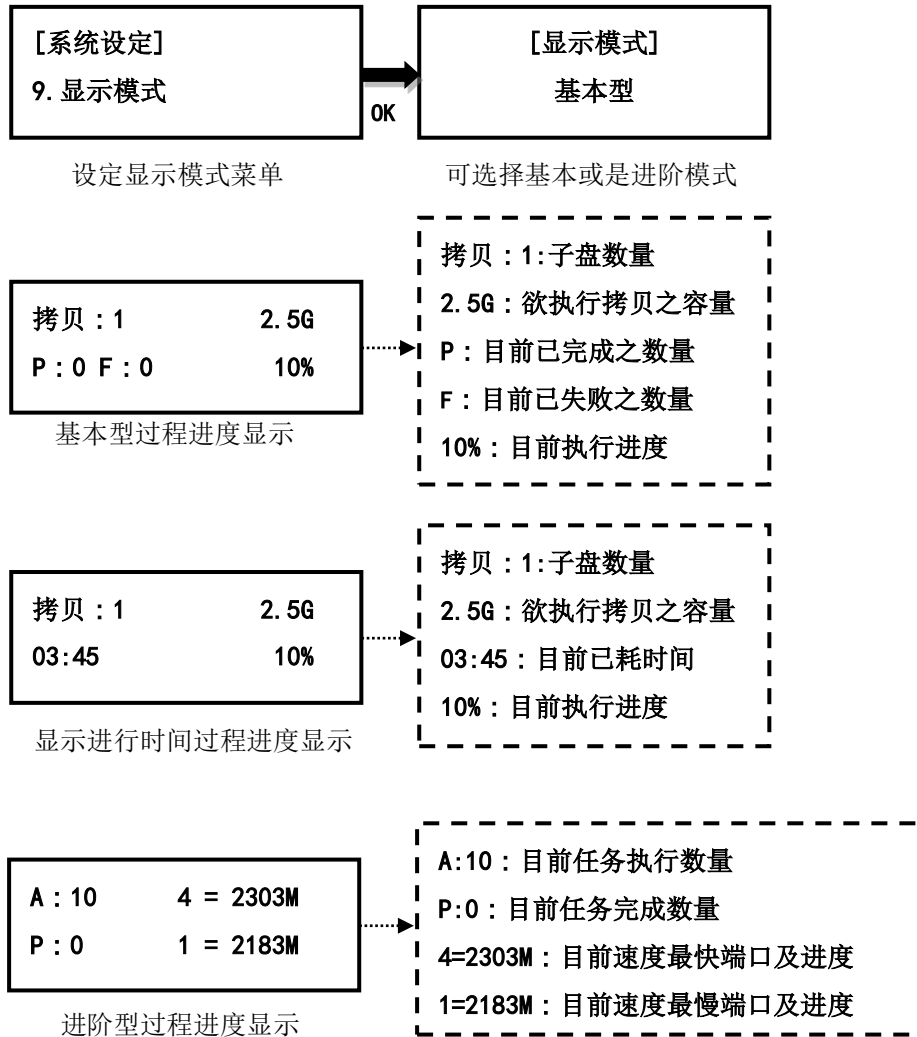 [系统设定]
9.显示模式
OK
[显示模式]
基本型
设定显示模式菜单
可选择基本或是进阶模式
拷贝：1 2.5G
P：0 F：0 10%
基本型过程进度显示
拷贝：1:子盘数量
2.5G：欲执行拷贝之容量
P：目前已完成之数量
F：目前已失败之数量
10%：目前执行进度
拷贝：1 2.5G
03:45 10%
显示进行时间过程进度显示
拷贝：1:子盘数量
2.5G：欲执行拷贝之容量
03:45：目前已耗时间
10%：目前执行进度
A：10 4 = 2303M
P：0 1 = 2183M
进阶型过程进度显示
A:10：目前任务执行数量
P:0：目前任务完成数量
4=2303M：目前速度最快端口及进度
1=2183M：目前速度最慢端口及进度